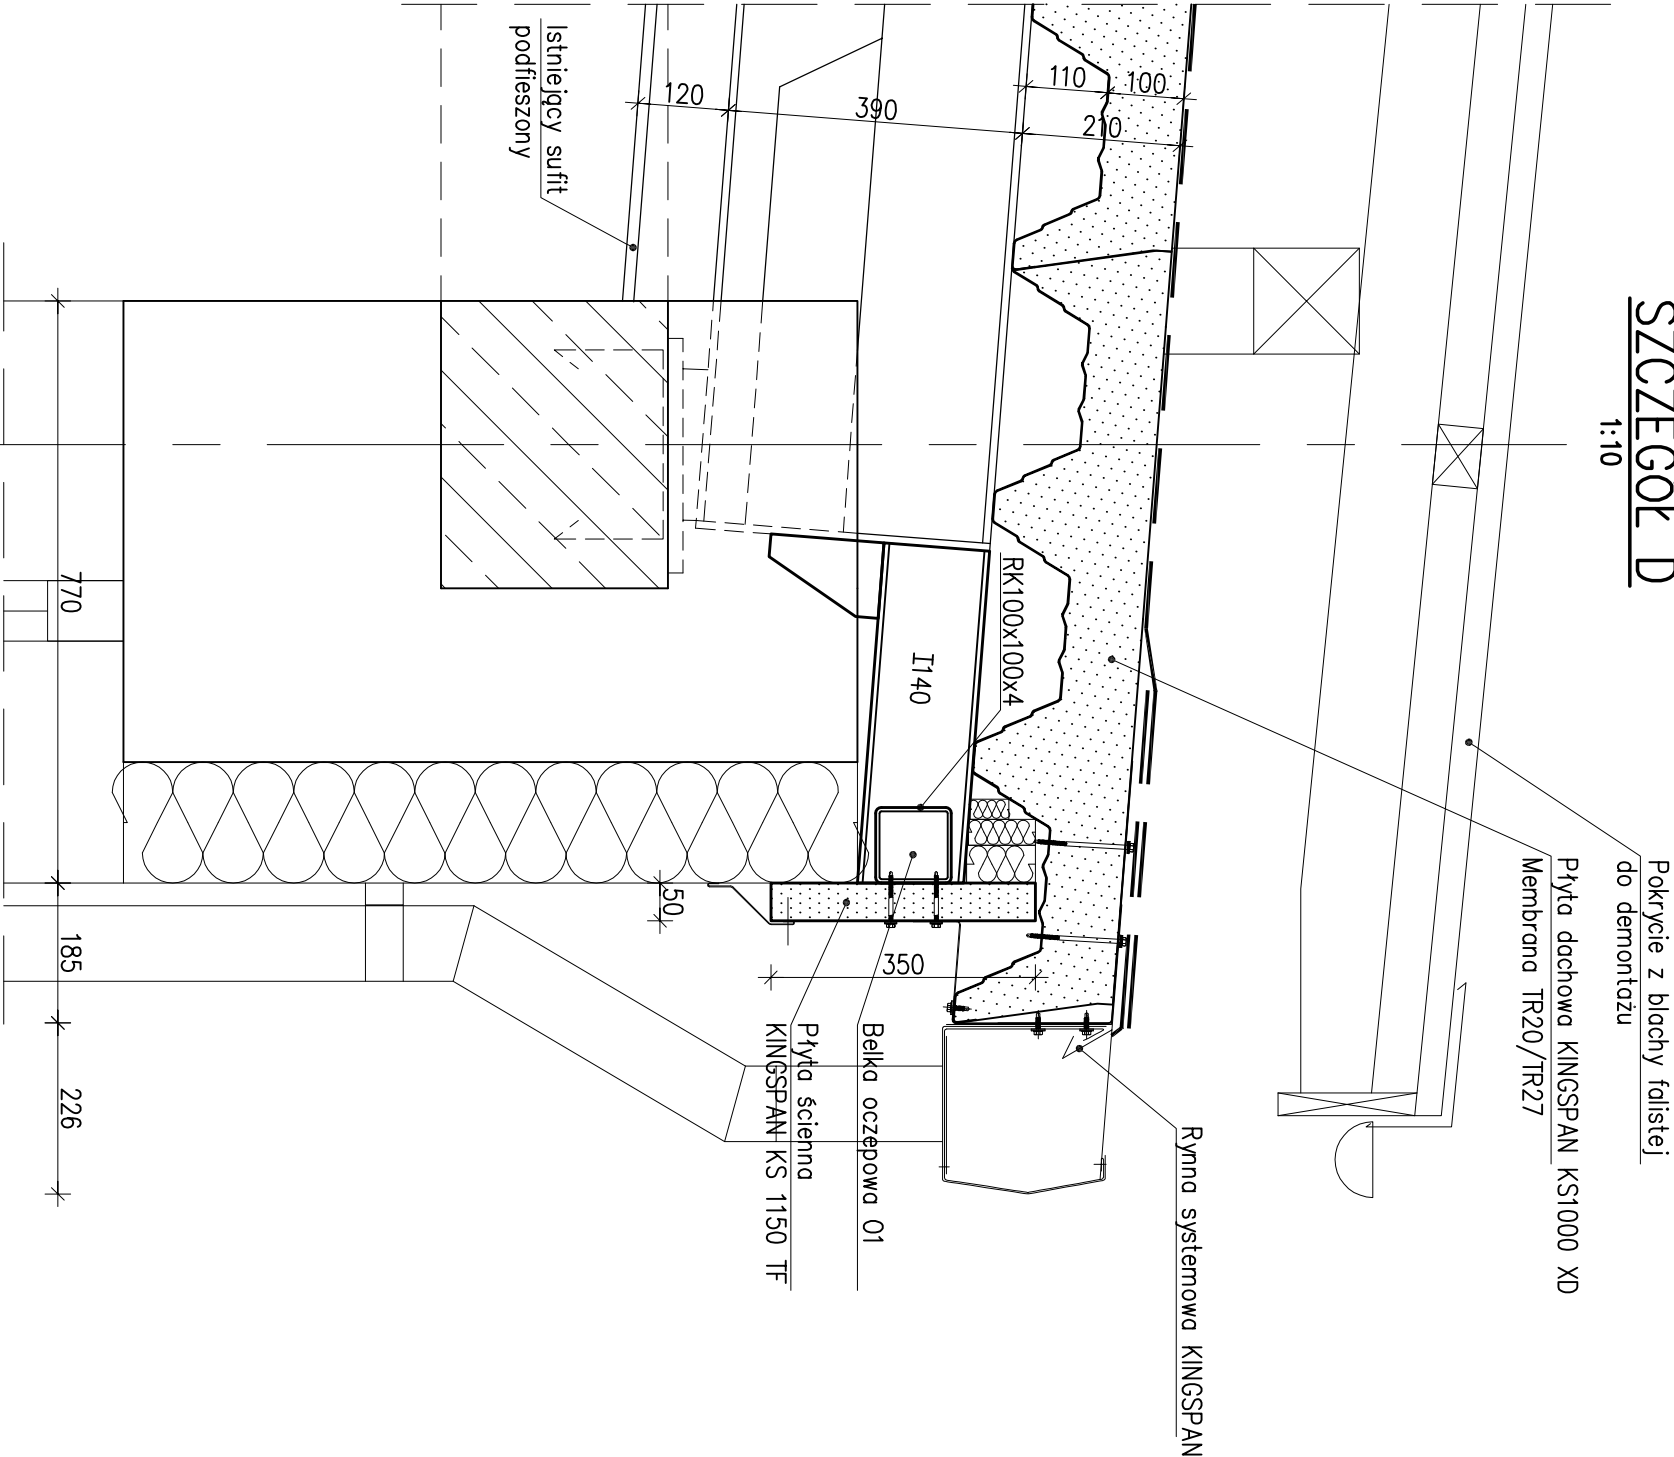 SZCZEGÓŁ D
1:10
Pokrycie z blachy falistej
do demontażu
Płyta dachowa KINGSPAN KS1000 XD
Membrana TR20/TR27
Rynna systemowa KINGSPAN
100
110
210
390
120
Istniejący sufit
podfieszony
RK100x100x4
I140
Belka oczepowa O1
Płyta ścienna
KINGSPAN KS 1150 TF
350
50
770
185
226